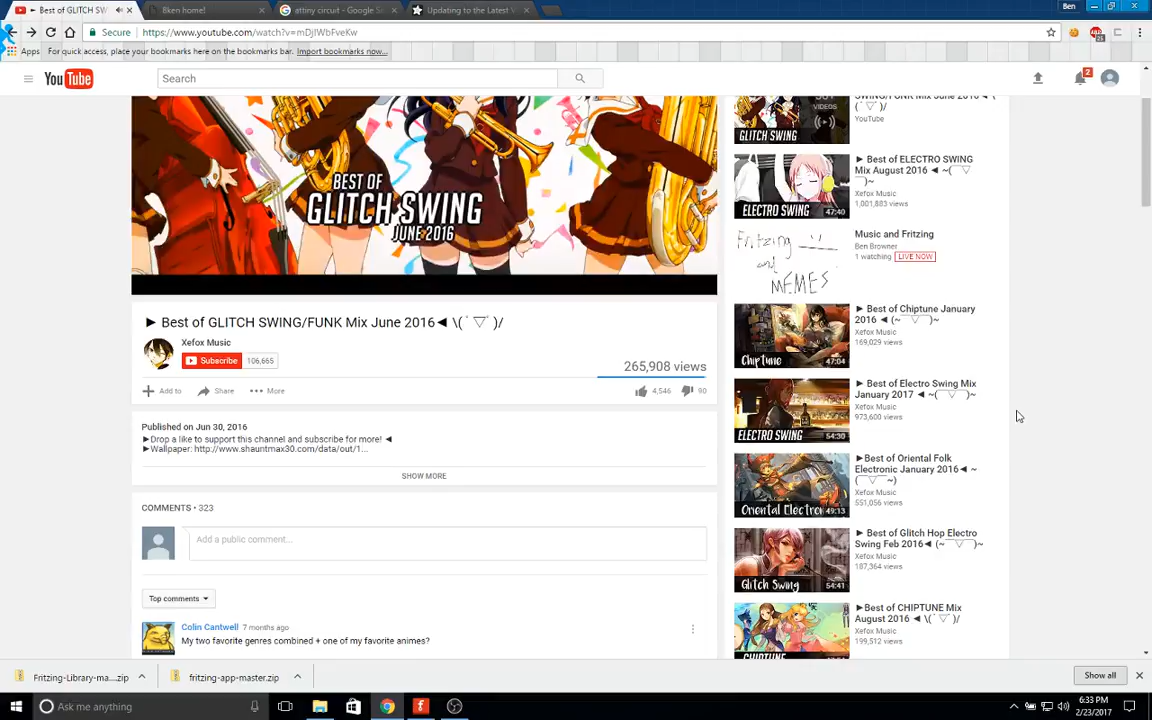 ► Best of GLITCH SW
Bken home!
attiny circuit - Google S
Updating to the Latest V
Ben
Secure https://www.youtube.com/watch?v=mDjIWbFveKw
Apps For quick access, place your bookmarks here on the bookmarks bar. Import bookmarks now...
YouTube
Search
2
BEST OF
GLITCH SWING
JUNE 2016
► Best of GLITCH SWING/FUNK Mix June 2016◄ \(˙▽˙)/
Xefox Music
Subscribe 106,665
265,908 views
Add to Share More
4,546 90
Published on Jun 30, 2016
►Drop a like to support this channel and subscribe for more! ◄
►Wallpaper: http://www.shauntmax30.com/data/out/1...
SHOW MORE
COMMENTS • 323
Add a public comment...
Top comments
Colin Cantwell 7 months ago
My two favorite genres combined + one of my favorite animes?
VIDEOS
GLITCH SWING
SWING/FUNK Mix June 2016◄ \
(˙▽˙)/
YouTube
ELECTRO SWING
47:40
► Best of ELECTRO SWING
Mix August 2016 ◄ ~(￣▽
￣)~
Xefox Music
1,001,883 views
Fritzing
and
MEMES
Music and Fritzing
Ben Browner
1 watching LIVE NOW
Chiptune
47:04
► Best of Chiptune January
2016 ◄ (~￣▽￣)~
Xefox Music
169,029 views
ELECTRO SWING
54:30
► Best of Electro Swing Mix
January 2017 ◄ ~(￣▽￣)~
Xefox Music
973,600 views
Oriental Electro
49:13
►Best of Oriental Folk
Electronic January 2016◄ ~
(￣▽￣~)
Xefox Music
551,056 views
Glitch Swing
54:41
► Best of Glitch Hop Electro
Swing Feb 2016◄ (~￣▽￣)~
Xefox Music
187,364 views
CHIPTUNE
►Best of CHIPTUNE Mix
August 2016 ◄ \(˙▽˙)/
Xefox Music
199,512 views
Fritzing-Library-ma....zip
fritzing-app-master.zip
Show all
Ask me anything
6:33 PM
2/23/2017